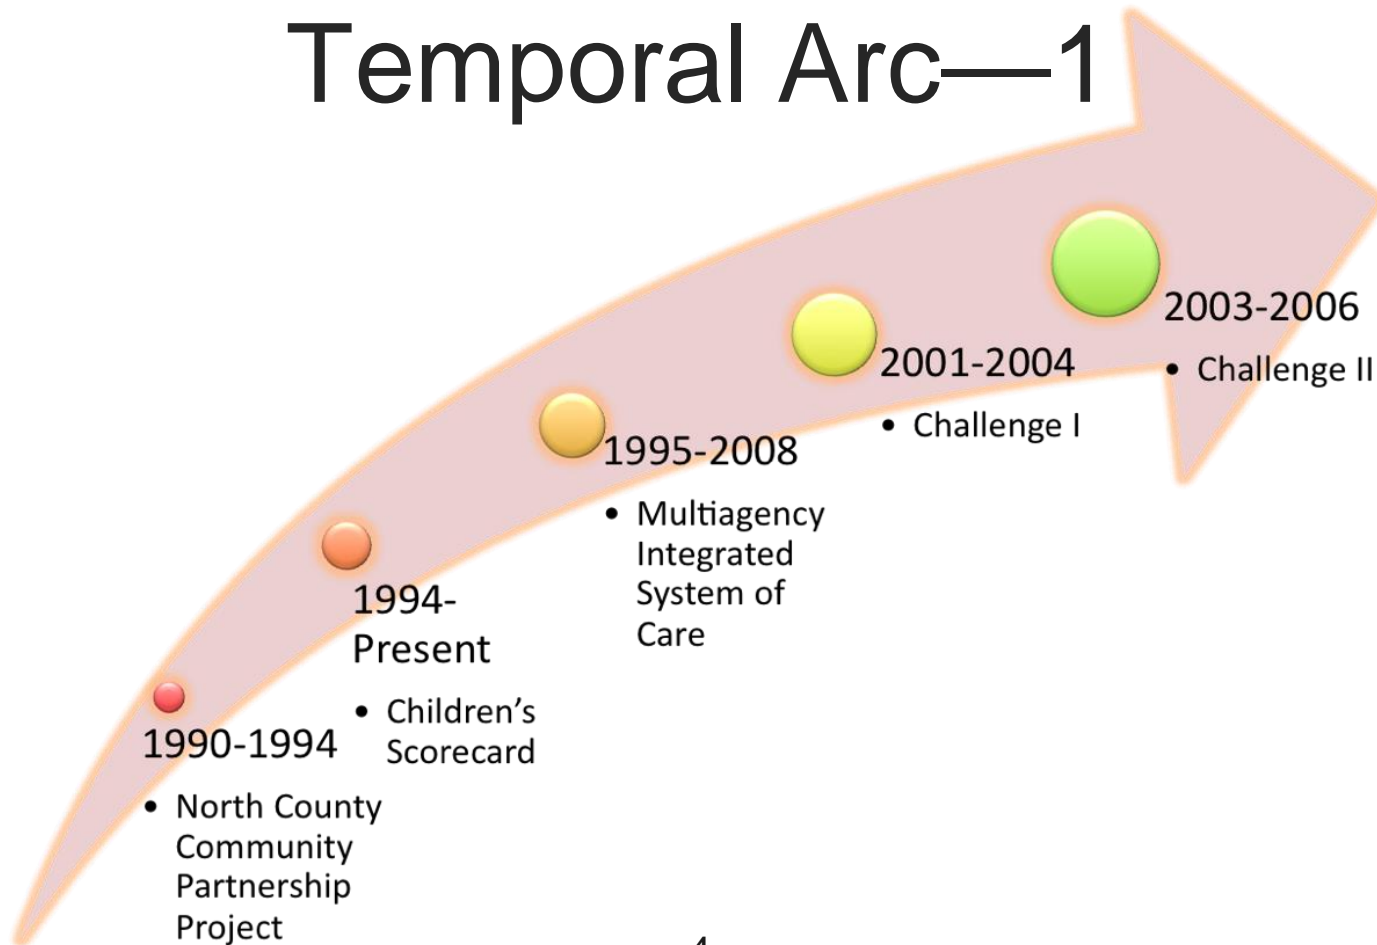 Temporal Arc—1
1990-1994
• North County
Community
Partnership
Project
1994-
Present
• Children’s
Scorecard
1995-2008
• Multiagency
Integrated
System of
Care
2001-2004
• Challenge I
2003-2006
• Challenge II